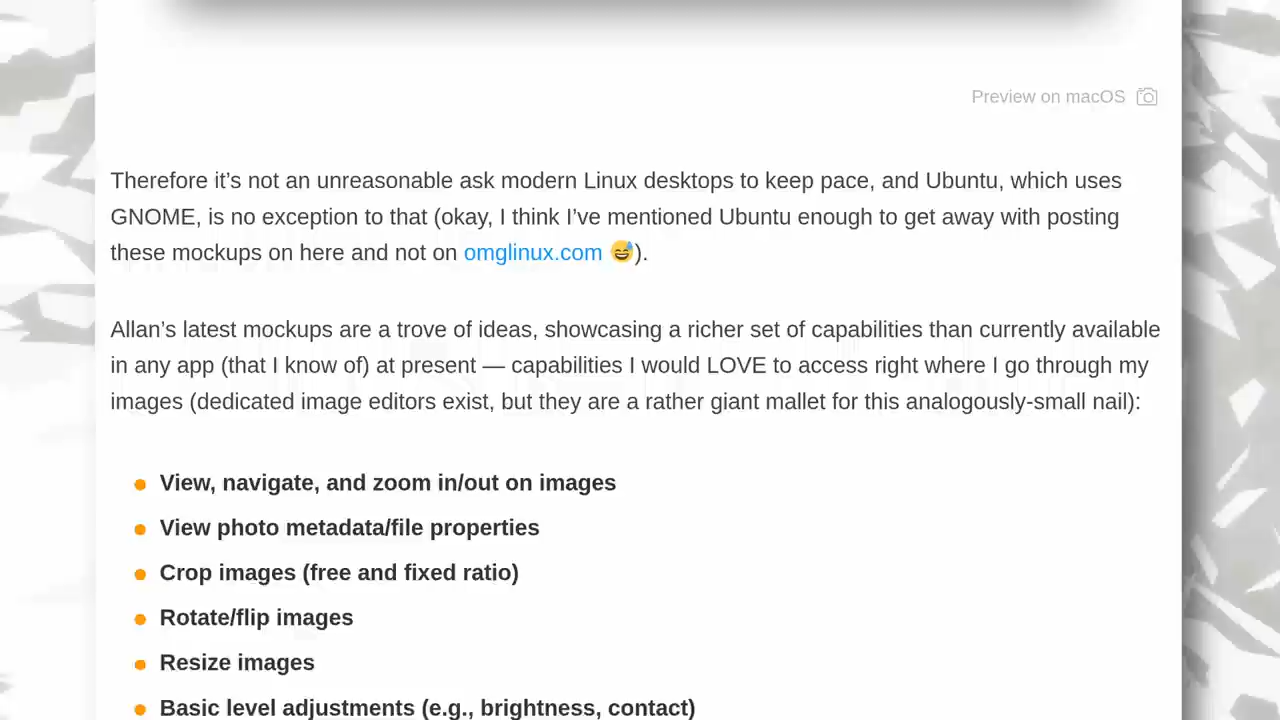 Preview on macOS
Therefore it’s not an unreasonable ask modern Linux desktops to keep pace, and Ubuntu, which uses
GNOME, is no exception to that (okay, I think I’ve mentioned Ubuntu enough to get away with posting
these mockups on here and not on omglinux.com 😅).
Allan’s latest mockups are a trove of ideas, showcasing a richer set of capabilities than currently available
in any app (that I know of) at present — capabilities I would LOVE to access right where I go through my
images (dedicated image editors exist, but they are a rather giant mallet for this analogously-small nail):
View, navigate, and zoom in/out on images
View photo metadata/file properties
Crop images (free and fixed ratio)
Rotate/flip images
Resize images
Basic level adjustments (e.g., brightness, contact)